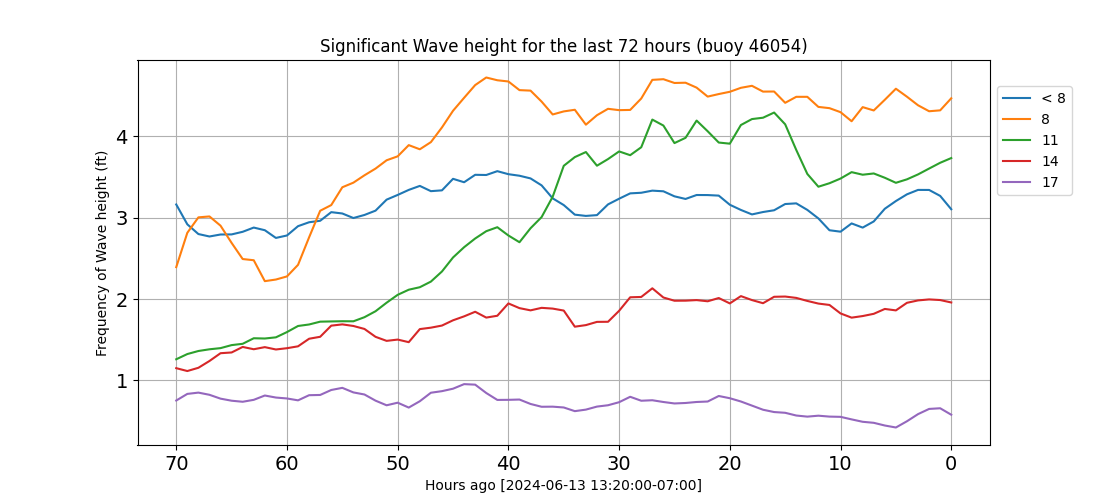 Significant Wave height for the last 72 hours (buoy 46054)
Frequency of Wave height (ft)
4
3
2
1
70 60 50 40 30 20 10 0
Hours ago [2024-06-13 13:20:00-07:00]
< 8
8
11
14
17